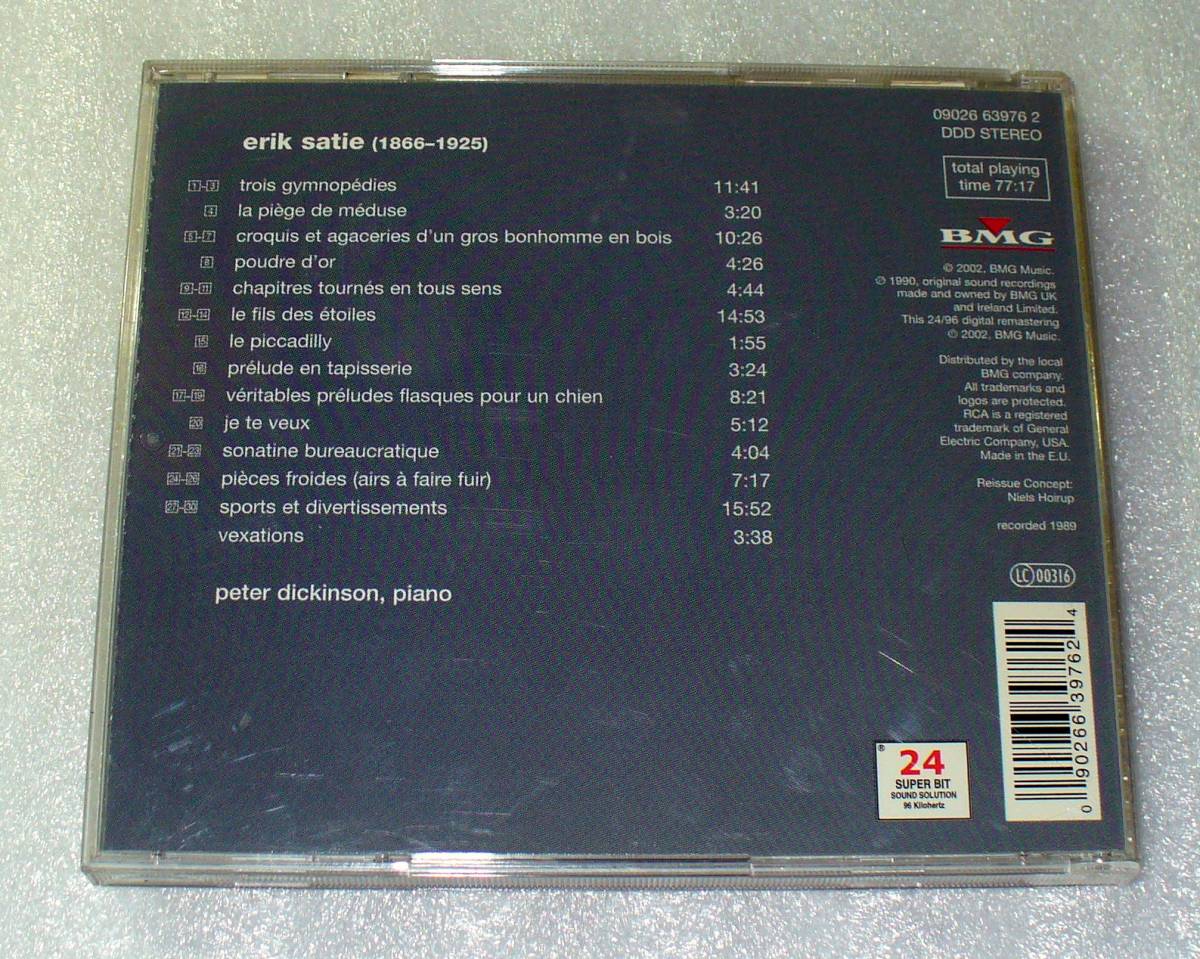 erik satie (1866–1925)
1-3 trois gymnopédies 11:41
4 la piège de méduse 3:20
5-7 croquis et agaceries d'un gros bonhomme en bois 10:26
8 poudre d'or 4:26
9-11 chapitres tournés en tous sens 4:44
12-14 le fils des étoiles 14:53
15 le piccadilly 1:55
16 prélude en tapisserie 3:24
17-19 véritables préludes flasques pour un chien 8:21
20 je te veux 5:12
21-23 sonatine bureaucratique 4:04
24-26 pièces froides (airs à faire fuir) 7:17
27-30 sports et divertissements 15:52
vexations 3:38
peter dickinson, piano
09026 63976 2
DDD STEREO
total playing
time 77:17
BMG
© 2002, BMG Music.
℗ 1990, original sound recordings
made and owned by BMG UK
and Ireland Limited.
This 24/96 digital remastering
℗ 2002, BMG Music.
Distributed by the local
BMG company.
All trademarks and
logos are protected.
RCA is a registered
trademark of General
Electric Company, USA.
Made in the E.U.
Reissue Concept:
Niels Hoirup
recorded 1989
LC 00316
®
24
SUPER BIT
SOUND SOLUTION
96 Kilohertz
0 90266 39762 4